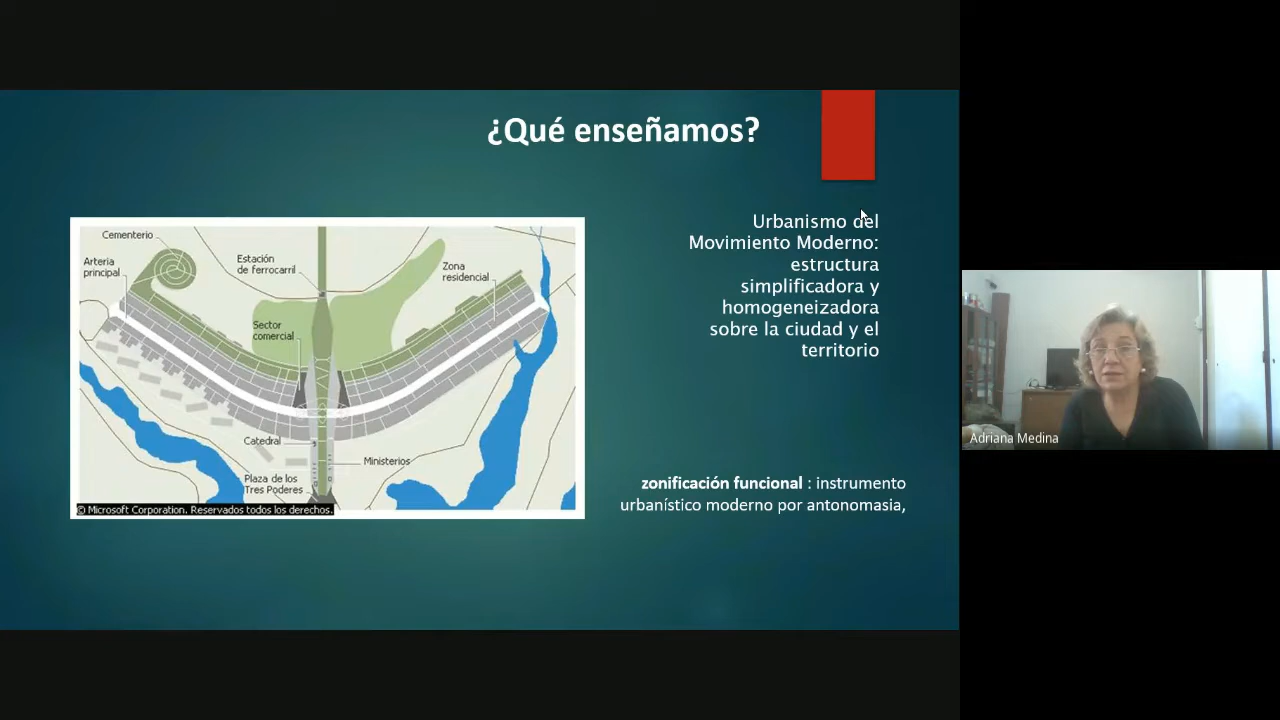 ¿Qué enseñamos?
Cementerio
Arteria
principal
Estación
de ferrocarril
Zona
residencial
Sector
comercial
Catedral
Ministerios
Plaza de los
Tres Poderes
© Microsoft Corporation. Reservados todos los derechos.
Urbanismo del
Movimiento Moderno:
estructura
simplificadora y
homogeneizadora
sobre la ciudad y el
territorio
zonificación funcional : instrumento
urbanístico moderno por antonomasia,
Adriana Medina